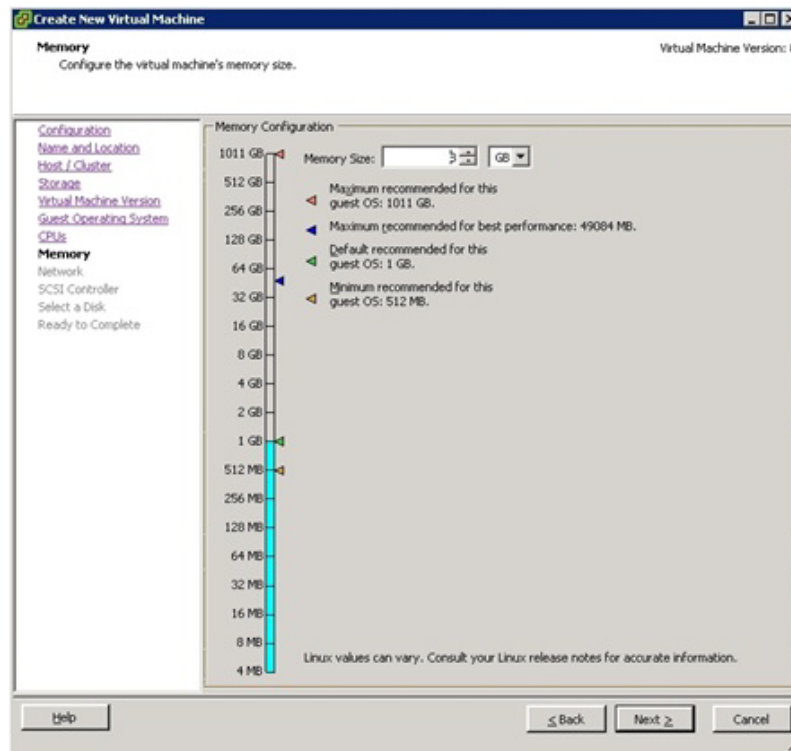 Create New Virtual Machine
Memory
Configure the virtual machine's memory size.
Virtual Machine Version:
Configuration
Name and Location
Host / Cluster
Storage
Virtual Machine Version
Guest Operating System
CPUs
Memory
Network
SCSI Controller
Select a Disk
Ready to Complete
Memory Configuration
1011 GB
512 GB
256 GB
128 GB
64 GB
32 GB
16 GB
8 GB
4 GB
2 GB
1 GB
512 MB
256 MB
128 MB
64 MB
32 MB
16 MB
8 MB
4 MB
Memory Size: 3 GB
Maximum recommended for this
guest OS: 1011 GB.
Maximum recommended for best performance: 49084 MB.
Default recommended for this
guest OS: 1 GB.
Minimum recommended for this
guest OS: 512 MB.
Linux values can vary. Consult your Linux release notes for accurate information.
Help
≤ Back
Next ≥
Cancel